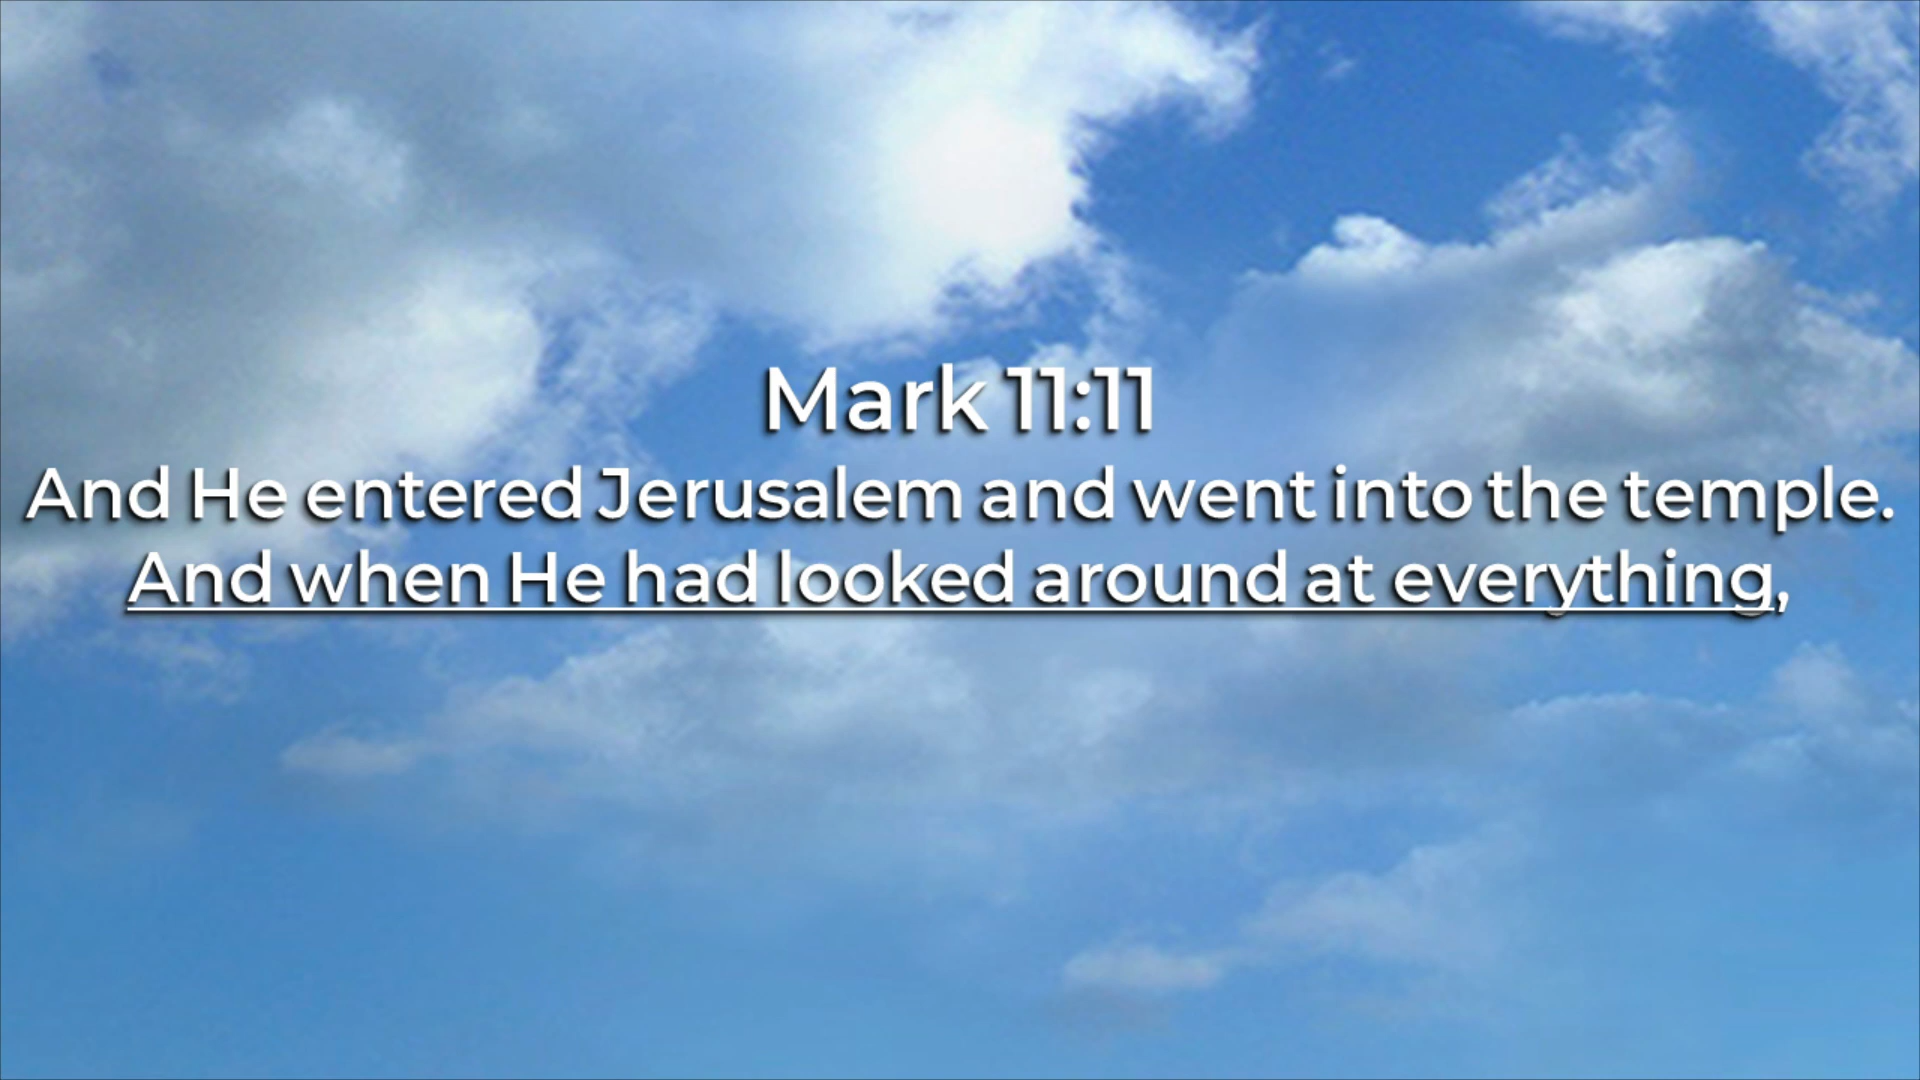 Mark 11:11
And He entered Jerusalem and went into the temple.
And when He had looked around at everything,